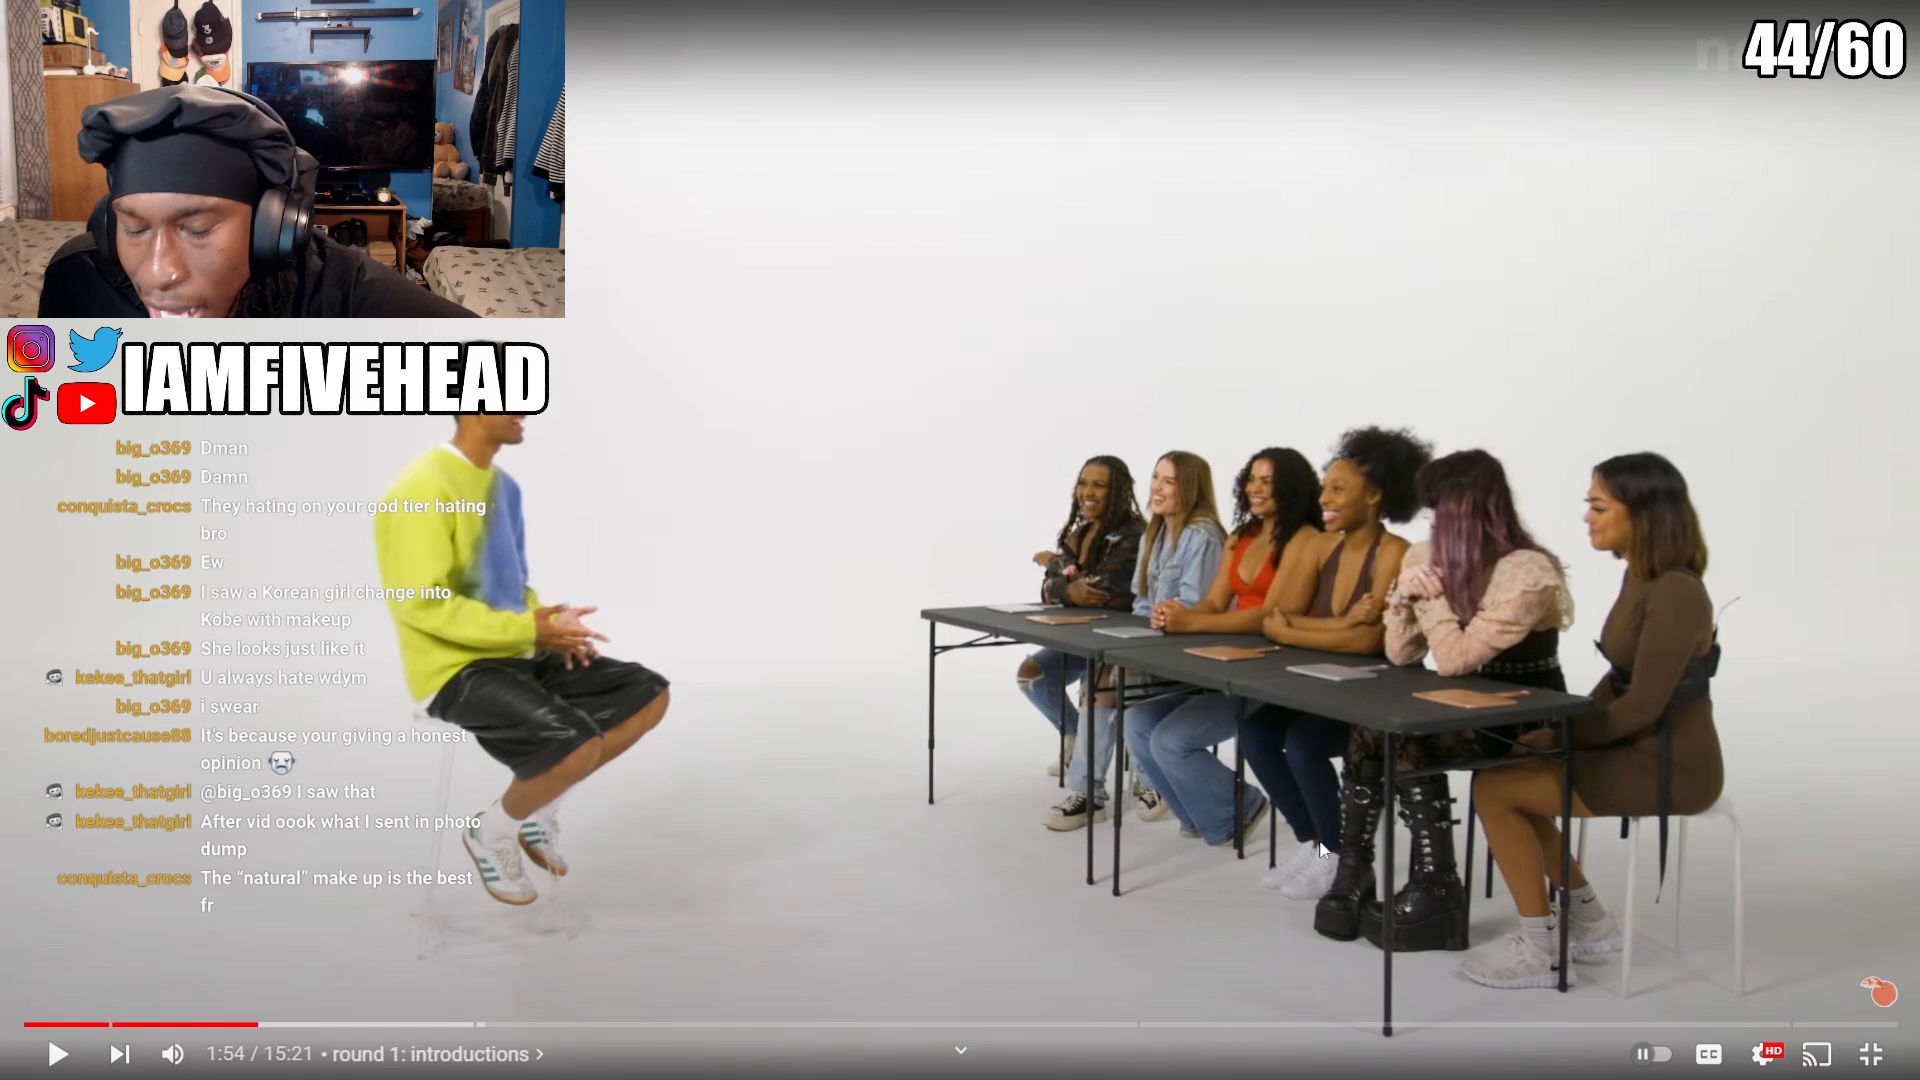 44/60
IAMFIVEHEAD
big_o369 Dman
big_o369 Damn
conquista_crocs They hating on your god tier hating
bro
big_o369 Ew
big_o369 I saw a Korean girl change into
Kobe with makeup
big_o369 She looks just like it
kekee_thatgirl U always hate wdym
big_o369 i swear
boredjustcause88 It's because your giving a honest
opinion
kekee_thatgirl @big_o369 I saw that
kekee_thatgirl After vid oook what I sent in photo
dump
conquista_crocs The “natural” make up is the best
fr
1:54 / 15:21 • round 1: introductions >
CC
HD